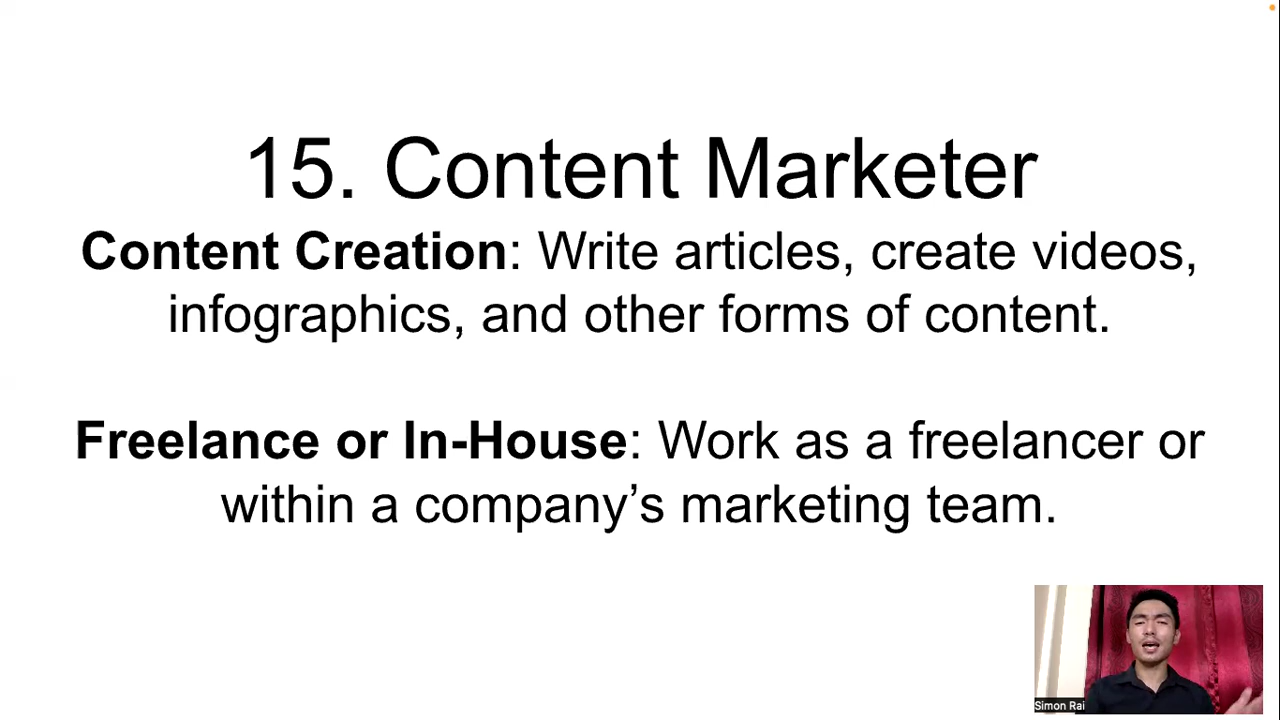 15. Content Marketer
Content Creation: Write articles, create videos,
infographics, and other forms of content.
Freelance or In-House: Work as a freelancer or
within a company’s marketing team.
Simon Rai